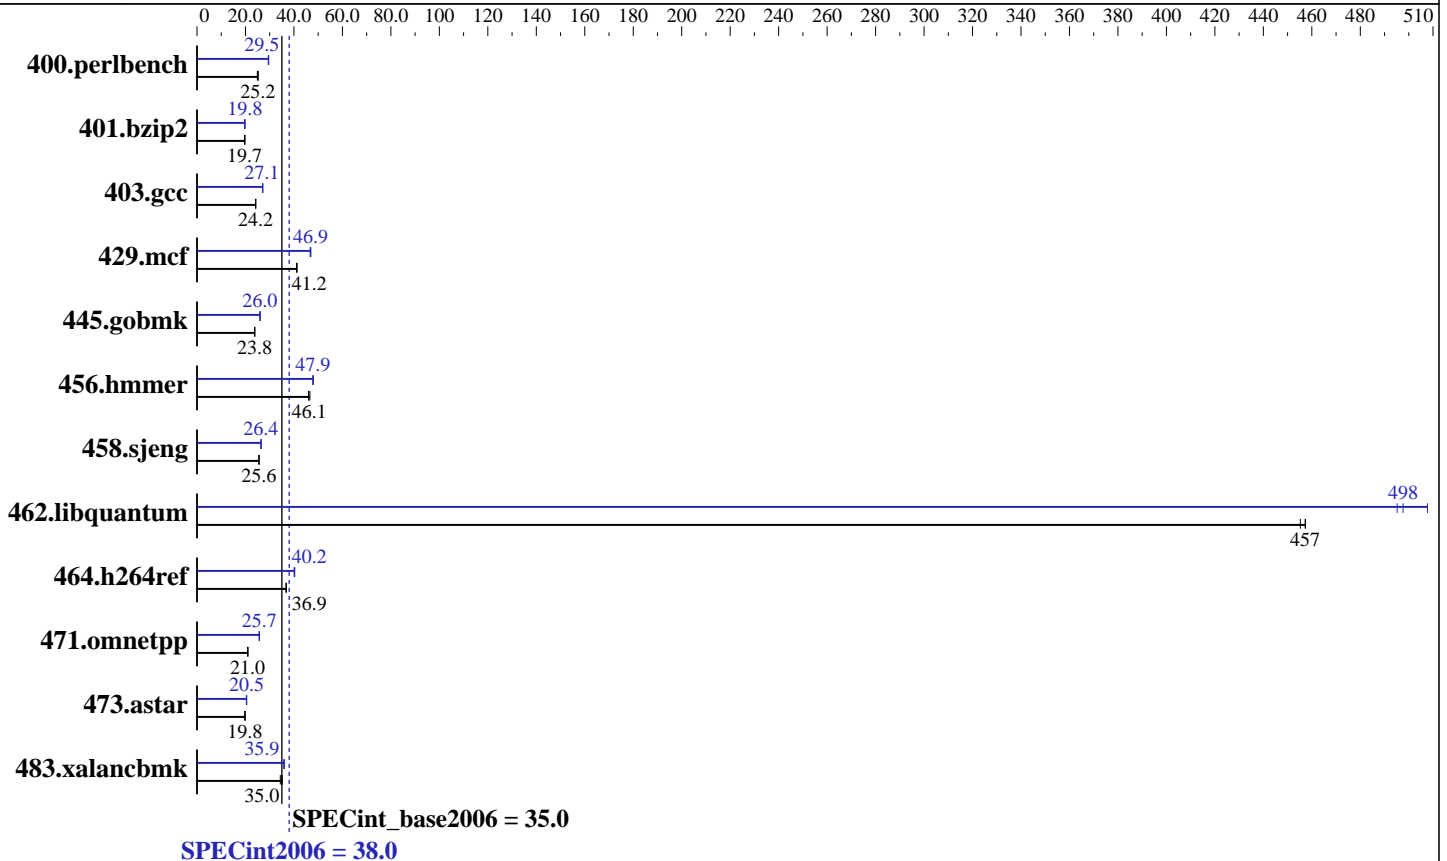 0 20.0 40.0 60.0 80.0 100 120 140 160 180 200 220 240 260 280 300 320 340 360 380 400 420 440 460 480 510
29.5
400.perlbench
25.2
19.8
401.bzip2
19.7
27.1
403.gcc
24.2
46.9
429.mcf
41.2
26.0
445.gobmk
23.8
47.9
456.hmmer
46.1
26.4
458.sjeng
25.6
498
462.libquantum
457
40.2
464.h264ref
36.9
25.7
471.omnetpp
21.0
20.5
473.astar
19.8
35.9
483.xalancbmk
35.0
SPECint_base2006 = 35.0
SPECint2006 = 38.0